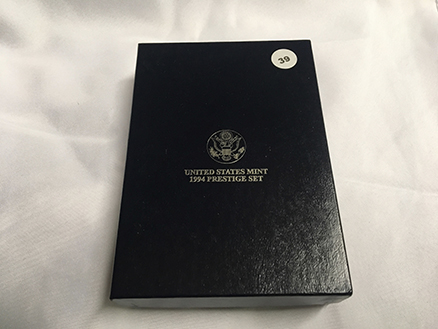 39
UNITED STATES MINT
1994 PRESTIGE SET